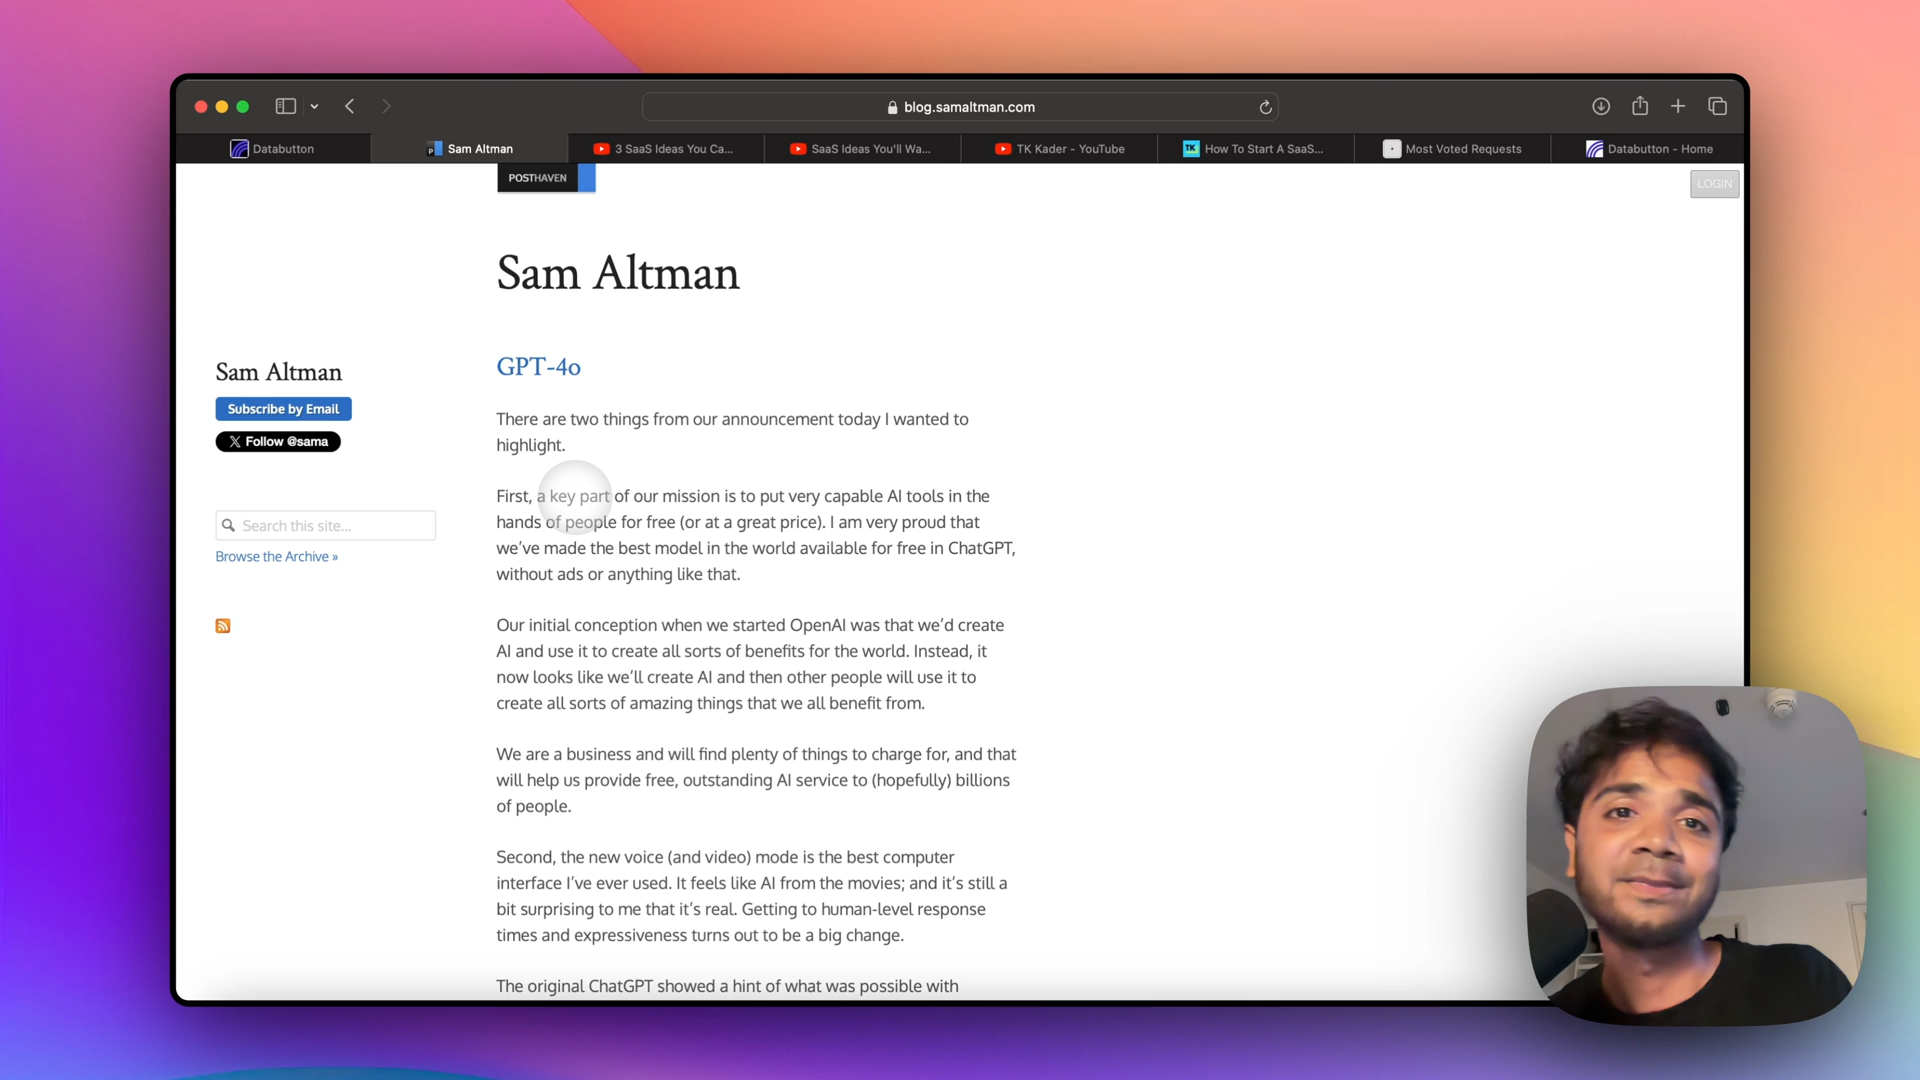 blog.samaltman.com
Databutton
Sam Altman
3 SaaS Ideas You Ca...
SaaS Ideas You'll Wa...
TK Kader - YouTube
TK
How To Start A SaaS...
Most Voted Requests
Databutton - Home
POSTHAVEN
LOGIN
Sam Altman
Sam Altman
Subscribe by Email
X Follow @sama
Search this site...
Browse the Archive »
GPT-4o
There are two things from our announcement today I wanted to
highlight.
First, a key part of our mission is to put very capable AI tools in the
hands of people for free (or at a great price). I am very proud that
we've made the best model in the world available for free in ChatGPT,
without ads or anything like that.
Our initial conception when we started OpenAI was that we'd create
AI and use it to create all sorts of benefits for the world. Instead, it
now looks like we'll create AI and then other people will use it to
create all sorts of amazing things that we all benefit from.
We are a business and will find plenty of things to charge for, and that
will help us provide free, outstanding AI service to (hopefully) billions
of people.
Second, the new voice (and video) mode is the best computer
interface I've ever used. It feels like AI from the movies; and it's still a
bit surprising to me that it's real. Getting to human-level response
times and expressiveness turns out to be a big change.
The original ChatGPT showed a hint of what was possible with